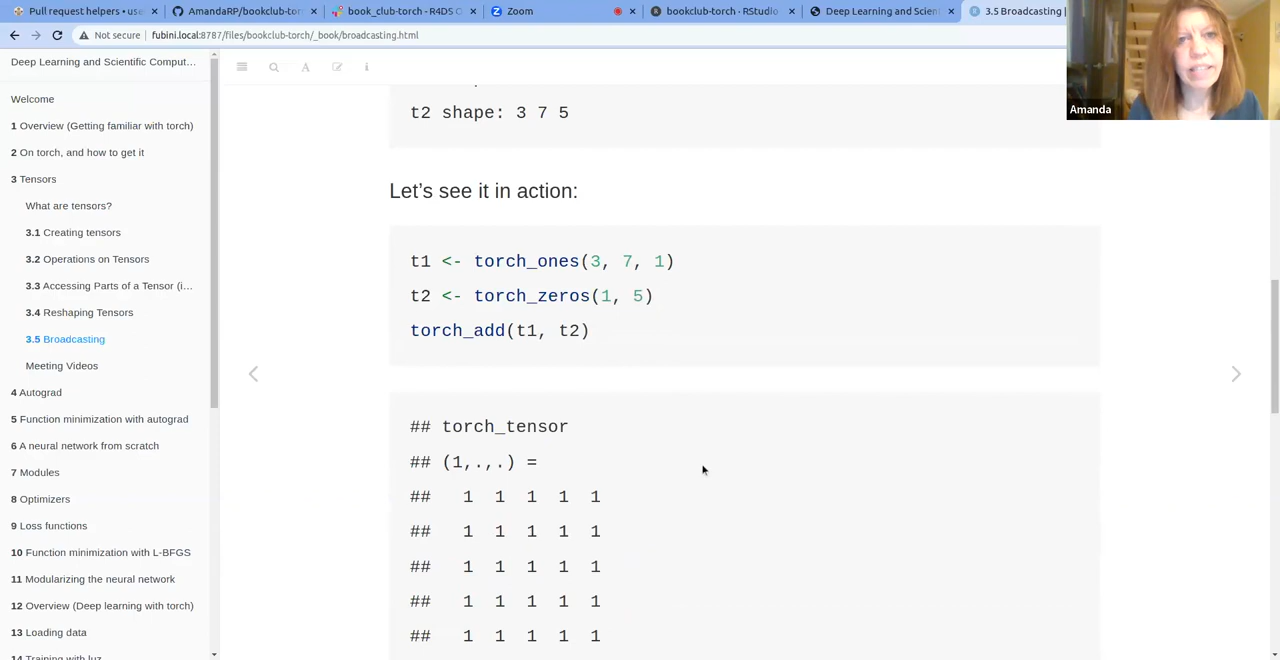 Pull request helpers • use
AmandaRP/bookclub-tor
book_club-torch - R4DS O
Zoom
bookclub-torch · RStudio
Deep Learning and Scient
3.5 Broadcasting |
Not secure | fubini.local:8787/files/bookclub-torch/_book/broadcasting.html
Deep Learning and Scientific Comput…
Welcome
1 Overview (Getting familiar with torch)
2 On torch, and how to get it
3 Tensors
What are tensors?
3.1 Creating tensors
3.2 Operations on Tensors
3.3 Accessing Parts of a Tensor (i…
3.4 Reshaping Tensors
3.5 Broadcasting
Meeting Videos
4 Autograd
5 Function minimization with autograd
6 A neural network from scratch
7 Modules
8 Optimizers
9 Loss functions
10 Function minimization with L-BFGS
11 Modularizing the neural network
12 Overview (Deep learning with torch)
13 Loading data
14 Training with luz
t2 shape: 3 7 5
Let's see it in action:
t1 <- torch_ones(3, 7, 1)
t2 <- torch_zeros(1, 5)
torch_add(t1, t2)
## torch_tensor
## (1,.,.) =
## 1 1 1 1 1
## 1 1 1 1 1
## 1 1 1 1 1
## 1 1 1 1 1
## 1 1 1 1 1
Amanda